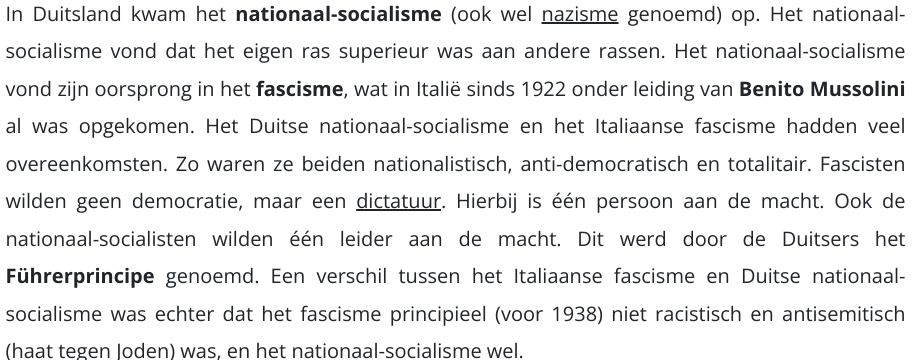 In Duitsland kwam het nationaal-socialisme (ook wel nazisme genoemd) op. Het nationaal-
socialisme vond dat het eigen ras superieur was aan andere rassen. Het nationaal-socialisme
vond zijn oorsprong in het fascisme, wat in Italië sinds 1922 onder leiding van Benito Mussolini
al was opgekomen. Het Duitse nationaal-socialisme en het Italiaanse fascisme hadden veel
overeenkomsten. Zo waren ze beiden nationalistisch, anti-democratisch en totalitair. Fascisten
wilden geen democratie, maar een dictatuur. Hierbij is één persoon aan de macht. Ook de
nationaal-socialisten wilden één leider aan de macht. Dit werd door de Duitsers het
Führerprincipe genoemd. Een verschil tussen het Italiaanse fascisme en Duitse nationaal-
socialisme was echter dat het fascisme principieel (voor 1938) niet racistisch en antisemitisch
(haat tegen Joden) was, en het nationaal-socialisme wel.